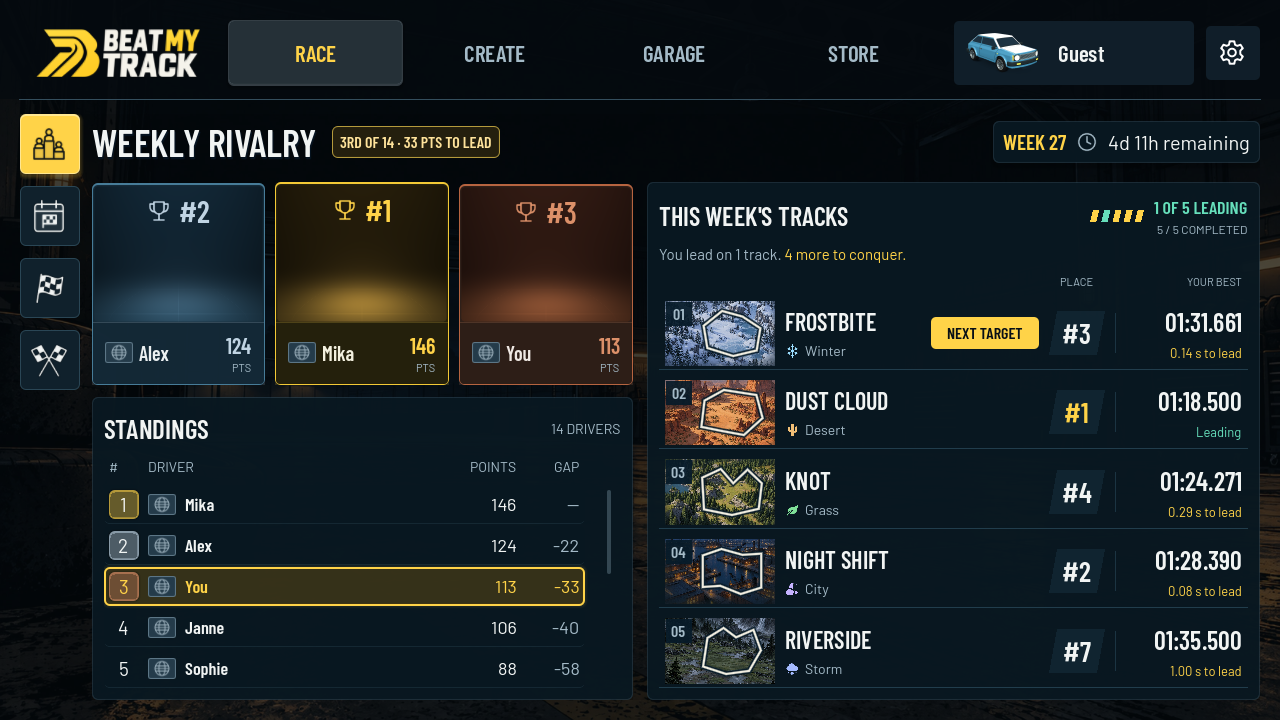 BEATMY
TRACK
RACE
CREATE
GARAGE
STORE
Guest
WEEKLY RIVALRY
3RD OF 14 · 33 PTS TO LEAD
WEEK 27
4d 11h remaining
#2
Alex
124
PTS
#1
Mika
146
PTS
#3
You
113
PTS
STANDINGS
14 DRIVERS
# DRIVER POINTS GAP
1 Mika 146 —
2 Alex 124 -22
3 You 113 -33
4 Janne 106 -40
5 Sophie 88 -58
THIS WEEK'S TRACKS
1 OF 5 LEADING
5 / 5 COMPLETED
You lead on 1 track. 4 more to conquer.
PLACE YOUR BEST
01
FROSTBITE
Winter
NEXT TARGET
#3
01:31.661
0.14 s to lead
02
DUST CLOUD
Desert
#1
01:18.500
Leading
03
KNOT
Grass
#4
01:24.271
0.29 s to lead
04
NIGHT SHIFT
City
#2
01:28.390
0.08 s to lead
05
RIVERSIDE
Storm
#7
01:35.500
1.00 s to lead